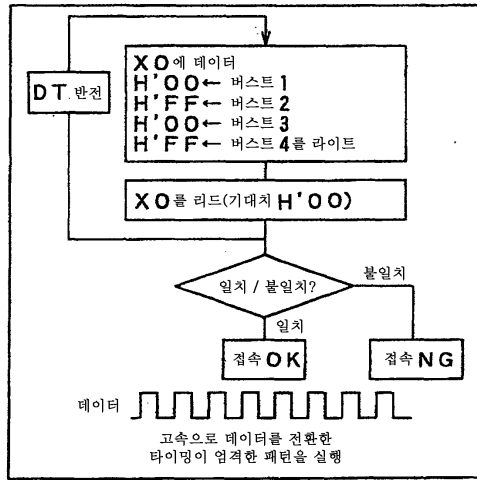 XO에 데이터
H'OO← 버스트 1
H'FF← 버스트 2
H'OO← 버스트 3
H'FF← 버스트 4를 라이트
DT 반전
XO를 리드(기대치 H'OO)
일치 / 불일치?
불일치
일치
접속 OK
접속 NG
데이터
고속으로 데이터를 전환한
타이밍이 엄격한 패턴을 실행